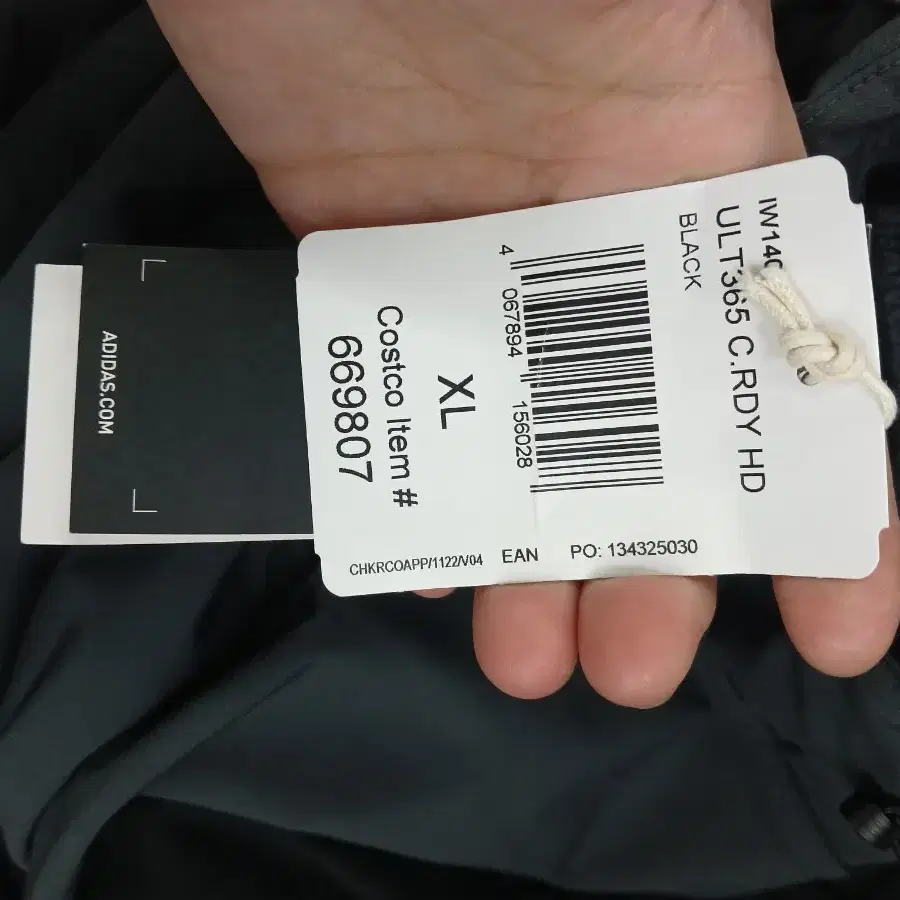 ULT365 C.RDY HD
BLACK
4 067894 156028
XL
Costco Item #
669807
EAN
PO: 134325030
CHKRCOAPP/1122/V04
ADIDAS.COM